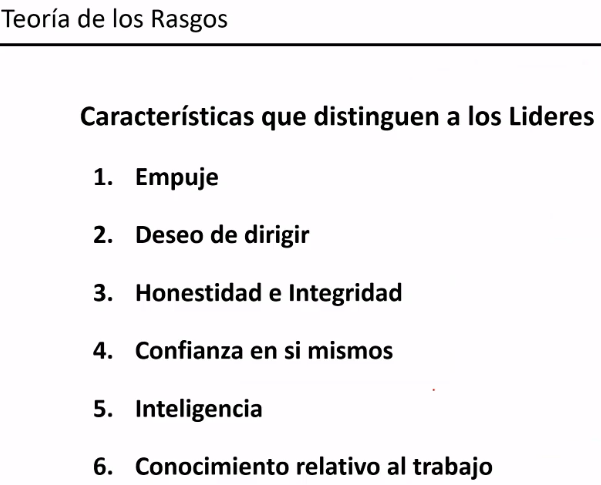 Teoría de los Rasgos
Características que distinguen a los Lideres
1. Empuje
2. Deseo de dirigir
3. Honestidad e Integridad
4. Confianza en si mismos
5. Inteligencia
6. Conocimiento relativo al trabajo